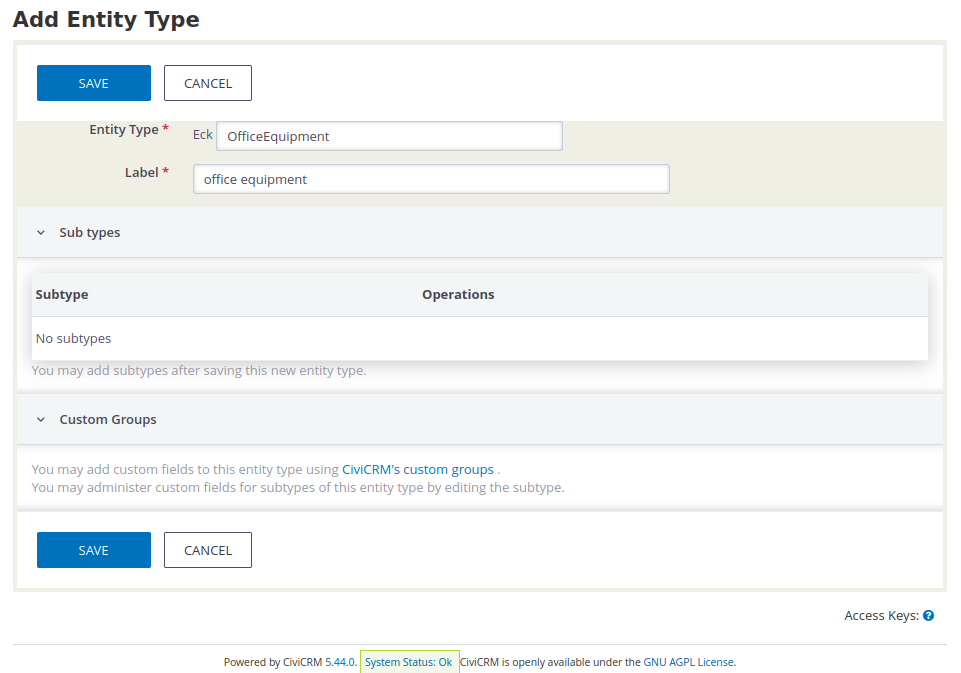 Add Entity Type
SAVE CANCEL
Entity Type * Eck OfficeEquipment
Label * office equipment
Sub types
Subtype Operations
No subtypes
You may add subtypes after saving this new entity type.
Custom Groups
You may add custom fields to this entity type using CiviCRM's custom groups .
You may administer custom fields for subtypes of this entity type by editing the subtype.
SAVE CANCEL
Access Keys: ?
Powered by CiviCRM 5.44.0. System Status: Ok CiviCRM is openly available under the GNU AGPL License.